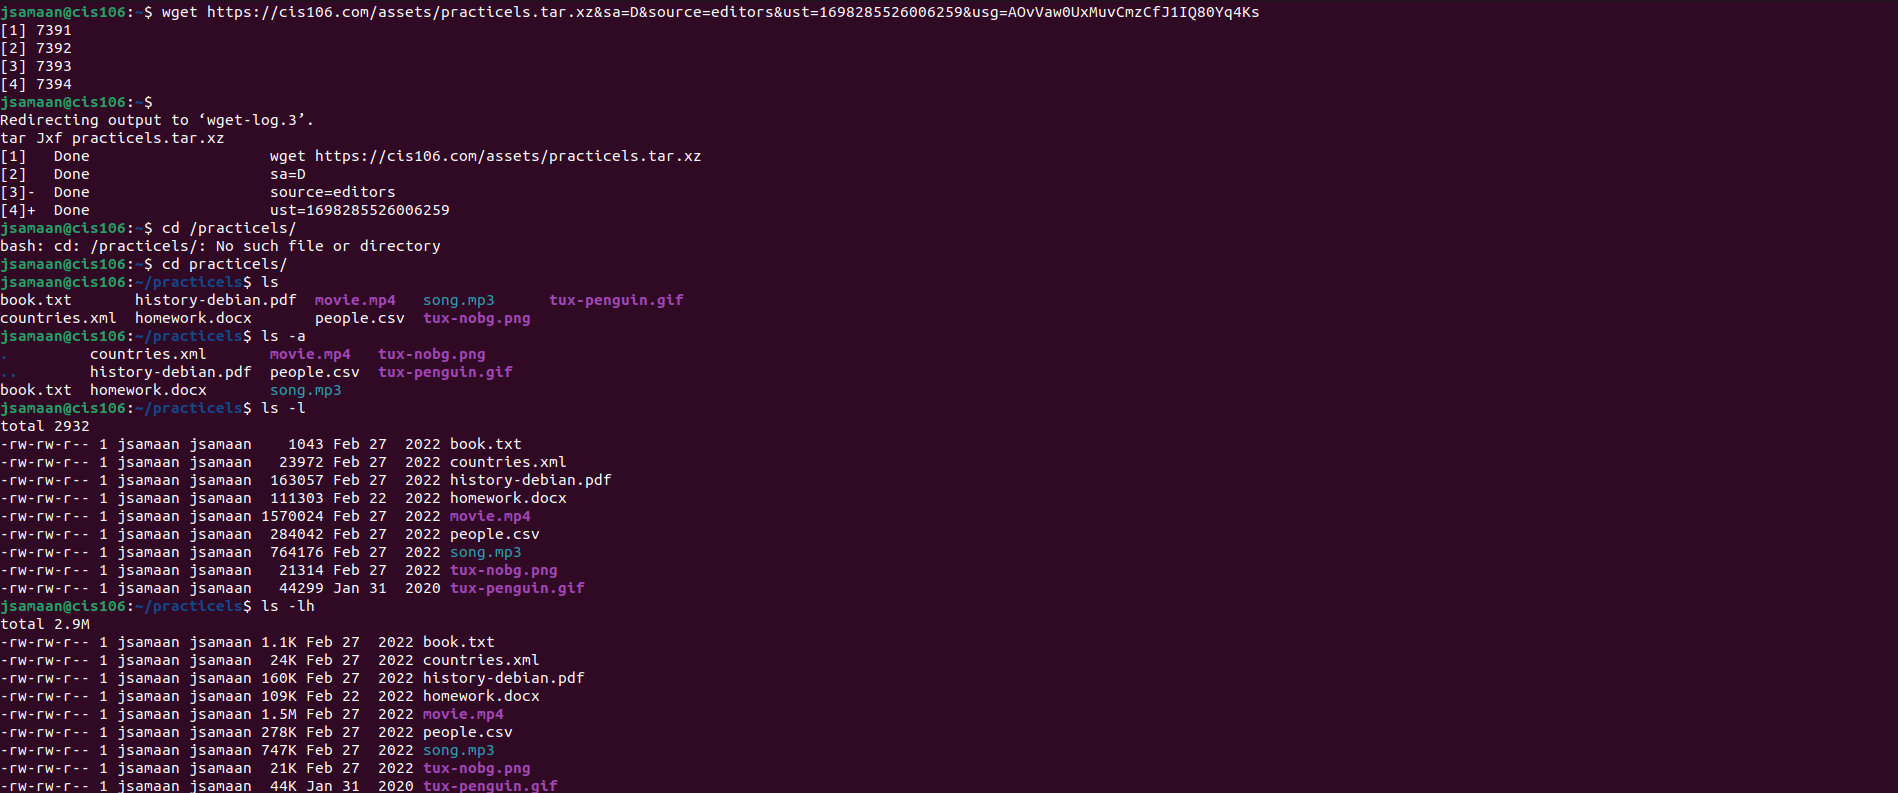 jsamaan@cis106:~$ wget https://cis106.com/assets/practicels.tar.xz&sa=D&source=editors&ust=1698285526006259&usg=AOvVaw0UxMuvCmzCfJ1IQ80Yq4Ks
[1] 7391
[2] 7392
[3] 7393
[4] 7394
jsamaan@cis106:~$
Redirecting output to ‘wget-log.3’.
tar Jxf practicels.tar.xz
[1]   Done                    wget https://cis106.com/assets/practicels.tar.xz
[2]   Done                    sa=D
[3]-  Done                    source=editors
[4]+  Done                    ust=1698285526006259
jsamaan@cis106:~$ cd /practicels/
bash: cd: /practicels/: No such file or directory
jsamaan@cis106:~$ cd practicels/
jsamaan@cis106:~/practicels$ ls
book.txt       history-debian.pdf  movie.mp4   song.mp3      tux-penguin.gif
countries.xml  homework.docx       people.csv  tux-nobg.png
jsamaan@cis106:~/practicels$ ls -a
.         countries.xml       movie.mp4   tux-nobg.png
..        history-debian.pdf  people.csv  tux-penguin.gif
book.txt  homework.docx       song.mp3
jsamaan@cis106:~/practicels$ ls -l
total 2932
-rw-rw-r-- 1 jsamaan jsamaan    1043 Feb 27  2022 book.txt
-rw-rw-r-- 1 jsamaan jsamaan   23972 Feb 27  2022 countries.xml
-rw-rw-r-- 1 jsamaan jsamaan  163057 Feb 27  2022 history-debian.pdf
-rw-rw-r-- 1 jsamaan jsamaan  111303 Feb 22  2022 homework.docx
-rw-rw-r-- 1 jsamaan jsamaan 1570024 Feb 27  2022 movie.mp4
-rw-rw-r-- 1 jsamaan jsamaan  284042 Feb 27  2022 people.csv
-rw-rw-r-- 1 jsamaan jsamaan  764176 Feb 27  2022 song.mp3
-rw-rw-r-- 1 jsamaan jsamaan   21314 Feb 27  2022 tux-nobg.png
-rw-rw-r-- 1 jsamaan jsamaan   44299 Jan 31  2020 tux-penguin.gif
jsamaan@cis106:~/practicels$ ls -lh
total 2.9M
-rw-rw-r-- 1 jsamaan jsamaan 1.1K Feb 27  2022 book.txt
-rw-rw-r-- 1 jsamaan jsamaan  24K Feb 27  2022 countries.xml
-rw-rw-r-- 1 jsamaan jsamaan 160K Feb 27  2022 history-debian.pdf
-rw-rw-r-- 1 jsamaan jsamaan 109K Feb 22  2022 homework.docx
-rw-rw-r-- 1 jsamaan jsamaan 1.5M Feb 27  2022 movie.mp4
-rw-rw-r-- 1 jsamaan jsamaan 278K Feb 27  2022 people.csv
-rw-rw-r-- 1 jsamaan jsamaan 747K Feb 27  2022 song.mp3
-rw-rw-r-- 1 jsamaan jsamaan  21K Feb 27  2022 tux-nobg.png
-rw-rw-r-- 1 jsamaan jsamaan  44K Jan 31  2020 tux-penguin.gif